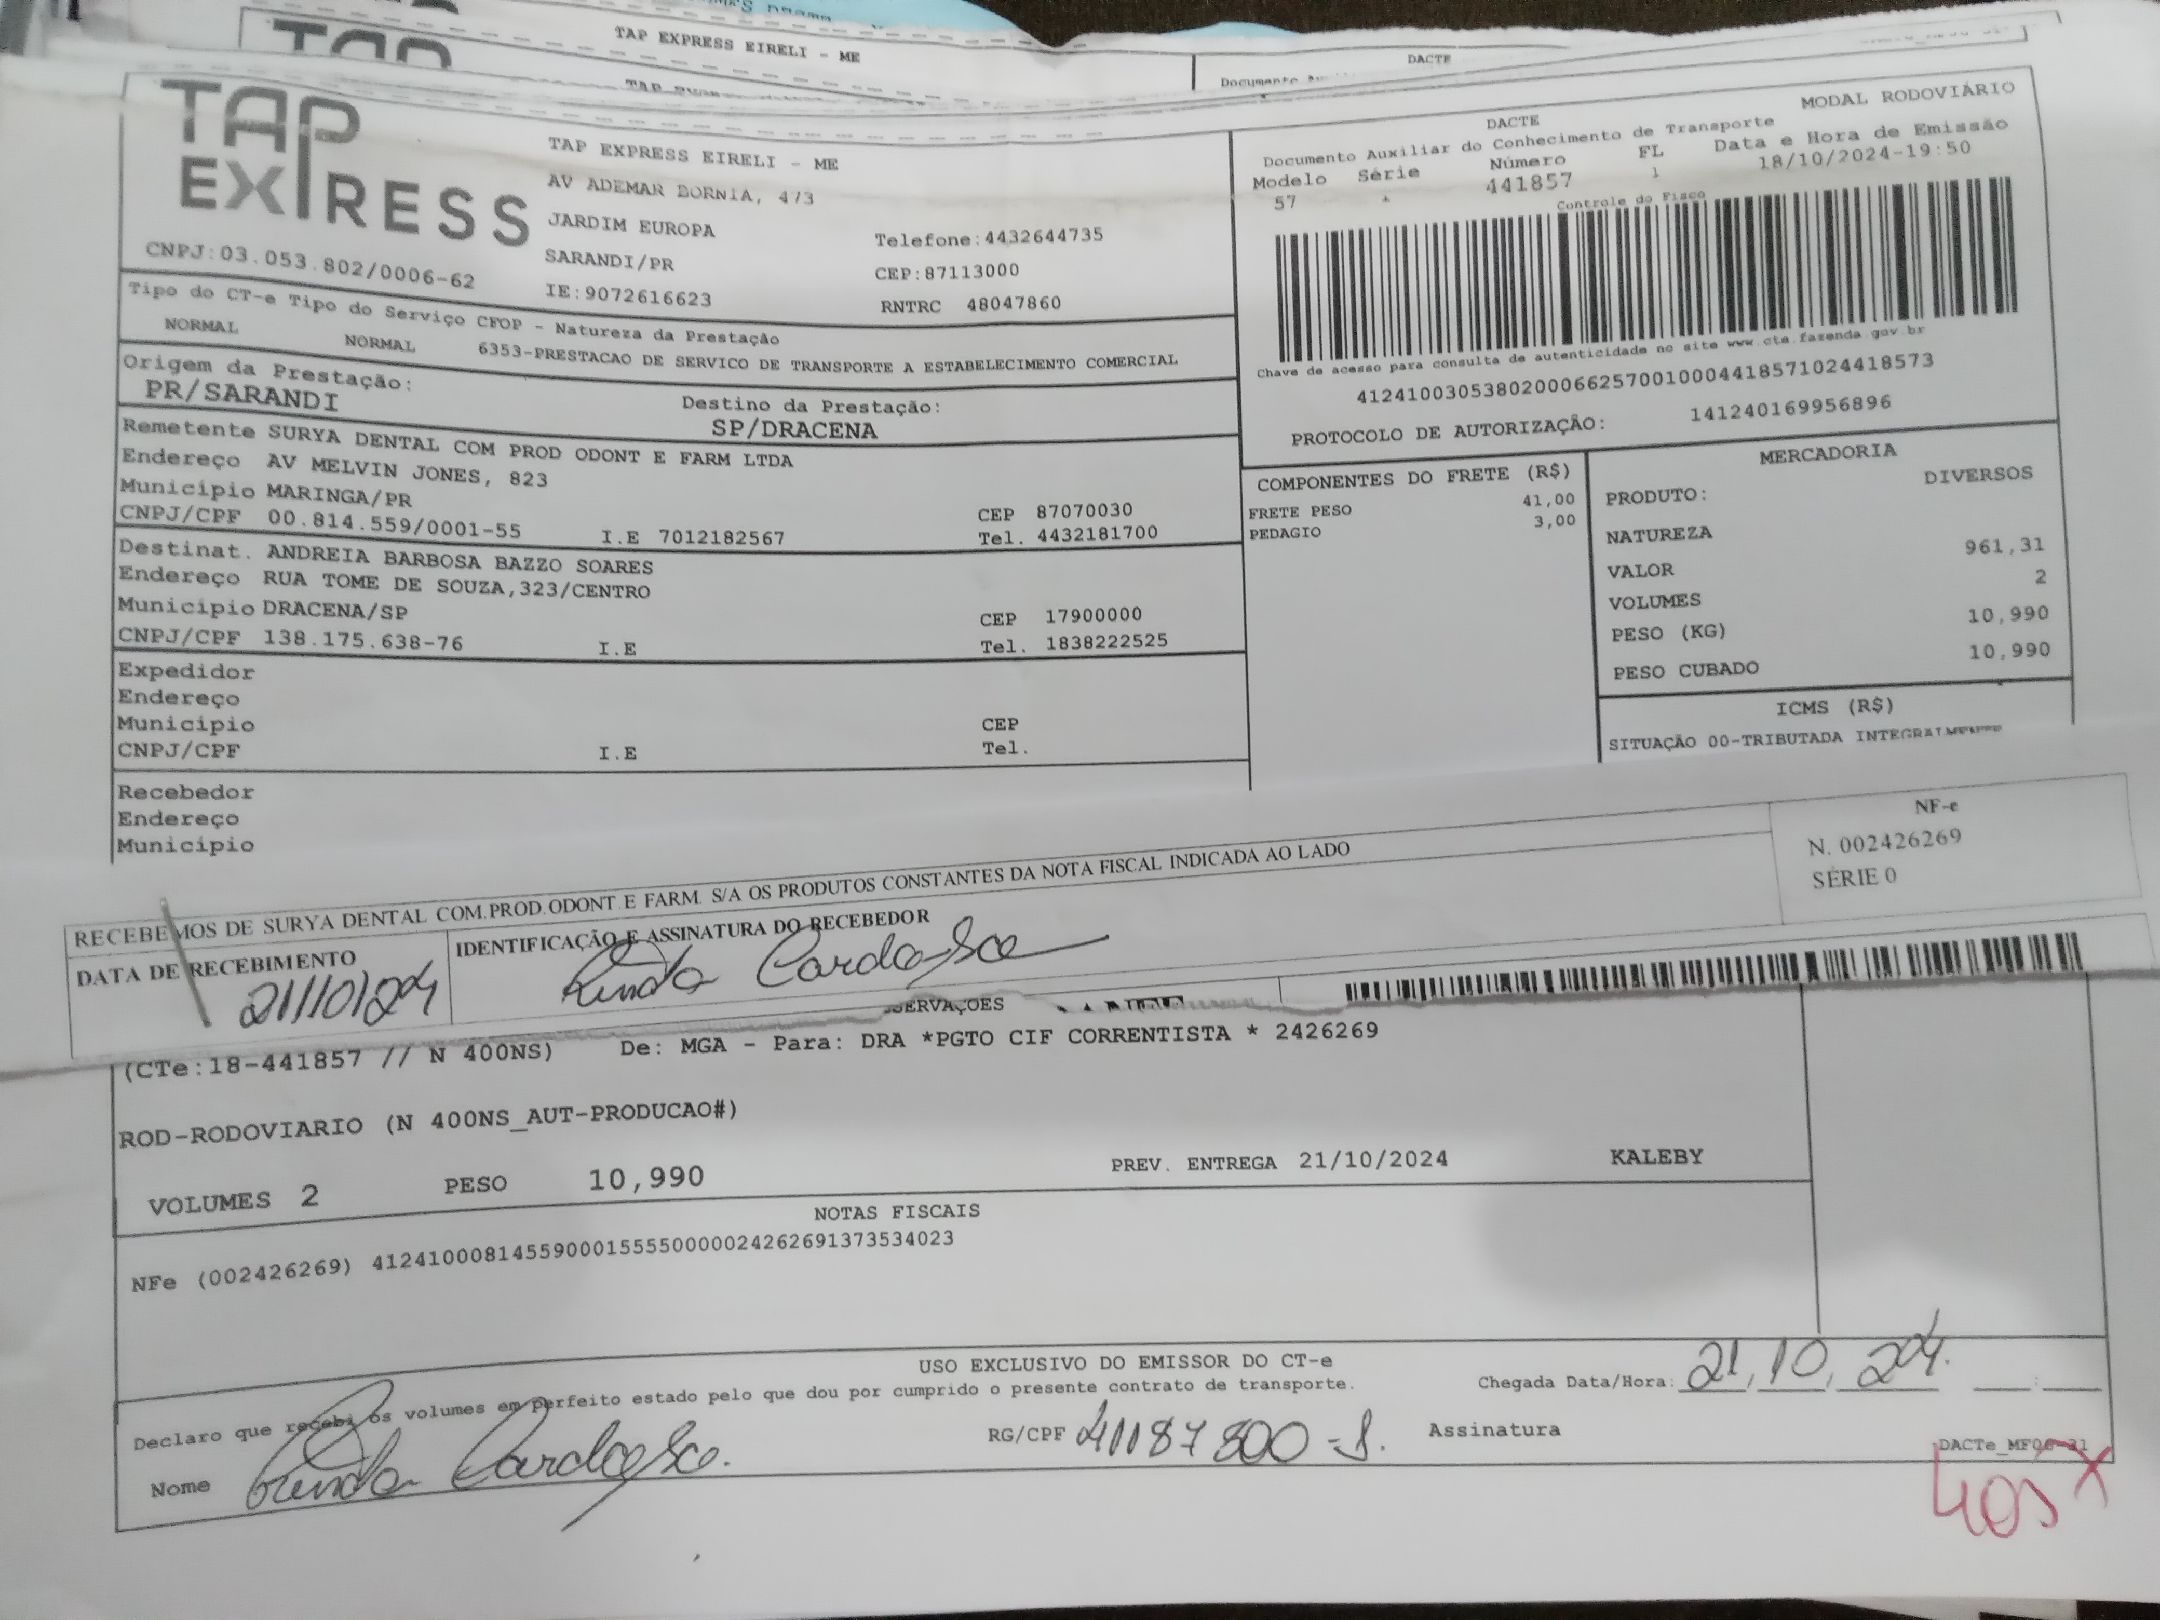 TAP EXPRESS EIRELI - ME
DACTE
TAP EXPRESS
TAP EXPRESS EIRELI - ME
AV ADEMAR BORNIA, 473
JARDIM EUROPA
Telefone:4432644735
SARANDI/PR
CEP:87113000
CNPJ:03.053.802/0006-62
IE:9072616623
RNTRC 48047860
DACTE
MODAL RODOVIÁRIO
Documento Auxiliar do Conhecimento de Transporte
Modelo Série Número FL Data e Hora de Emissão
57 441857 1 18/10/2024-19:50
Controle do Fisco
Chave de acesso para consulta de autenticidade no site www.cte.fazenda.gov.br
41241003053802000662570010004418571024418573
PROTOCOLO DE AUTORIZAÇÃO: 141240169956896
Tipo do CT-e Tipo do Serviço CFOP - Natureza da Prestação
NORMAL NORMAL 6353-PRESTACAO DE SERVICO DE TRANSPORTE A ESTABELECIMENTO COMERCIAL
Origem da Prestação:
PR/SARANDI
Destino da Prestação:
SP/DRACENA
Remetente SURYA DENTAL COM PROD ODONT E FARM LTDA
Endereço AV MELVIN JONES, 823
Município MARINGA/PR
CEP 87070030
CNPJ/CPF 00.814.559/0001-55 I.E 7012182567 Tel. 4432181700
Destinat. ANDREIA BARBOSA BAZZO SOARES
Endereço RUA TOME DE SOUZA,323/CENTRO
Município DRACENA/SP
CEP 17900000
CNPJ/CPF 138.175.638-76 I.E Tel. 1838222525
Expedidor
Endereço
Município CEP
CNPJ/CPF I.E Tel.
Recebedor
Endereço
Município
COMPONENTES DO FRETE (R$)
FRETE PESO 41,00
PEDAGIO 3,00
MERCADORIA
PRODUTO: DIVERSOS
NATUREZA
VALOR 961,31
VOLUMES 2
PESO (KG) 10,990
PESO CUBADO 10,990
ICMS (R$)
SITUAÇÃO 00-TRIBUTADA
NF-e
N. 002426269
SÉRIE 0
RECEBEMOS DE SURYA DENTAL COM.PROD.ODONT.E FARM. S/A OS PRODUTOS CONSTANTES DA NOTA FISCAL INDICADA AO LADO
DATA DE RECEBIMENTO
IDENTIFICAÇÃO E ASSINATURA DO RECEBEDOR
21/10/24
(CTe:18-441857 // N 400NS) De: MGA - Para: DRA *PGTO CIF CORRENTISTA * 2426269
ROD-RODOVIARIO (N 400NS_AUT-PRODUCAO#)
VOLUMES 2 PESO 10,990 PREV. ENTREGA 21/10/2024 KALEBY
NOTAS FISCAIS
NFe (002426269) 41241000814559000155550000024262691373534023
USO EXCLUSIVO DO EMISSOR DO CT-e
Declaro que recebi os volumes em perfeito estado pelo que dou por cumprido o presente contrato de transporte.
Chegada Data/Hora: 21,10,24.
Nome
RG/CPF
Assinatura